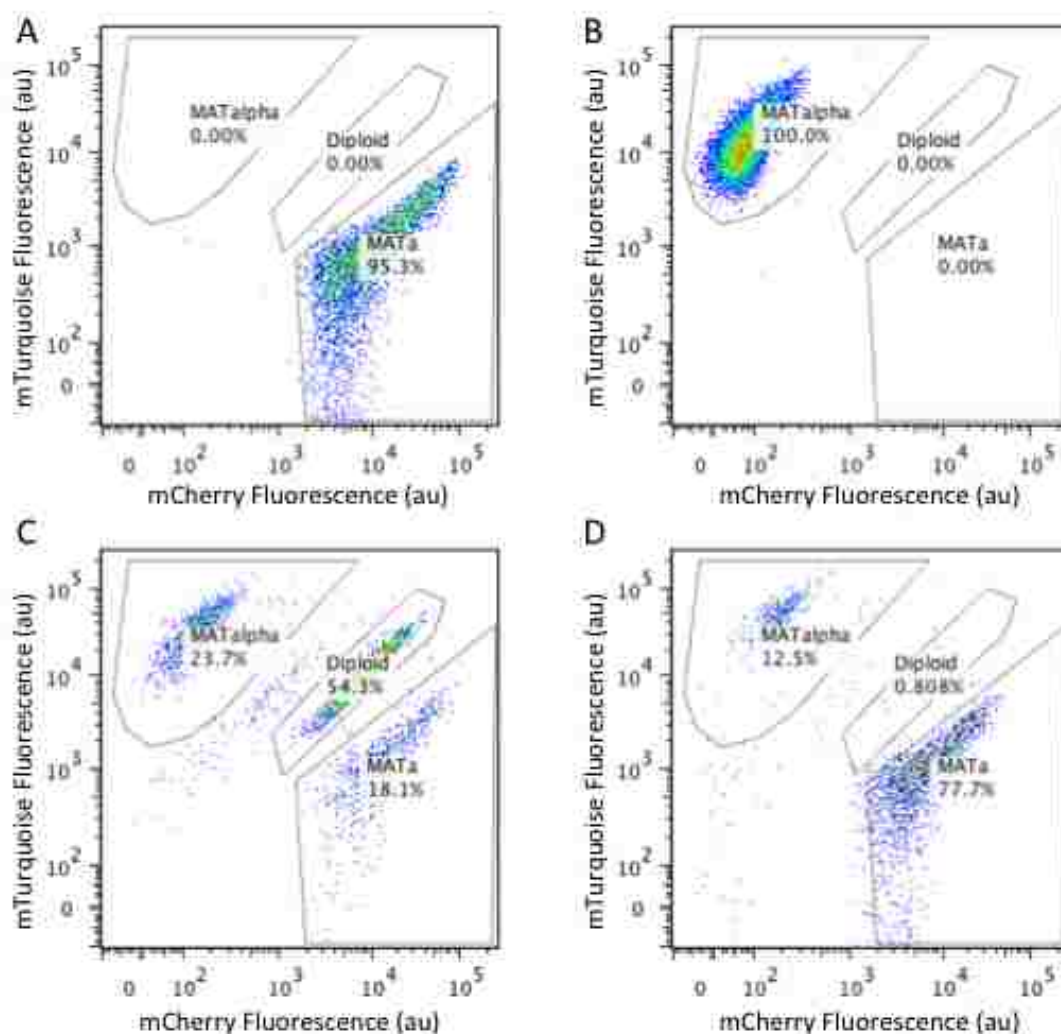 A
mTurquoise Fluorescence (au)
10^5
10^4
10^3
10^2
0
MATalpha
0.00%
Diploid
0.00%
MATa
95.3%
0 10^2 10^3 10^4 10^5
mCherry Fluorescence (au)
B
mTurquoise Fluorescence (au)
10^5
10^4
10^3
10^2
0
MATalpha
100.0%
Diploid
0.00%
MATa
0.00%
0 10^2 10^3 10^4 10^5
mCherry Fluorescence (au)
C
mTurquoise Fluorescence (au)
10^5
10^4
10^3
10^2
0
MATalpha
23.7%
Diploid
54.3%
MATa
18.1%
0 10^2 10^3 10^4 10^5
mCherry Fluorescence (au)
D
mTurquoise Fluorescence (au)
10^5
10^4
10^3
10^2
0
MATalpha
12.5%
Diploid
0.808%
MATa
77.7%
0 10^2 10^3 10^4 10^5
mCherry Fluorescence (au)